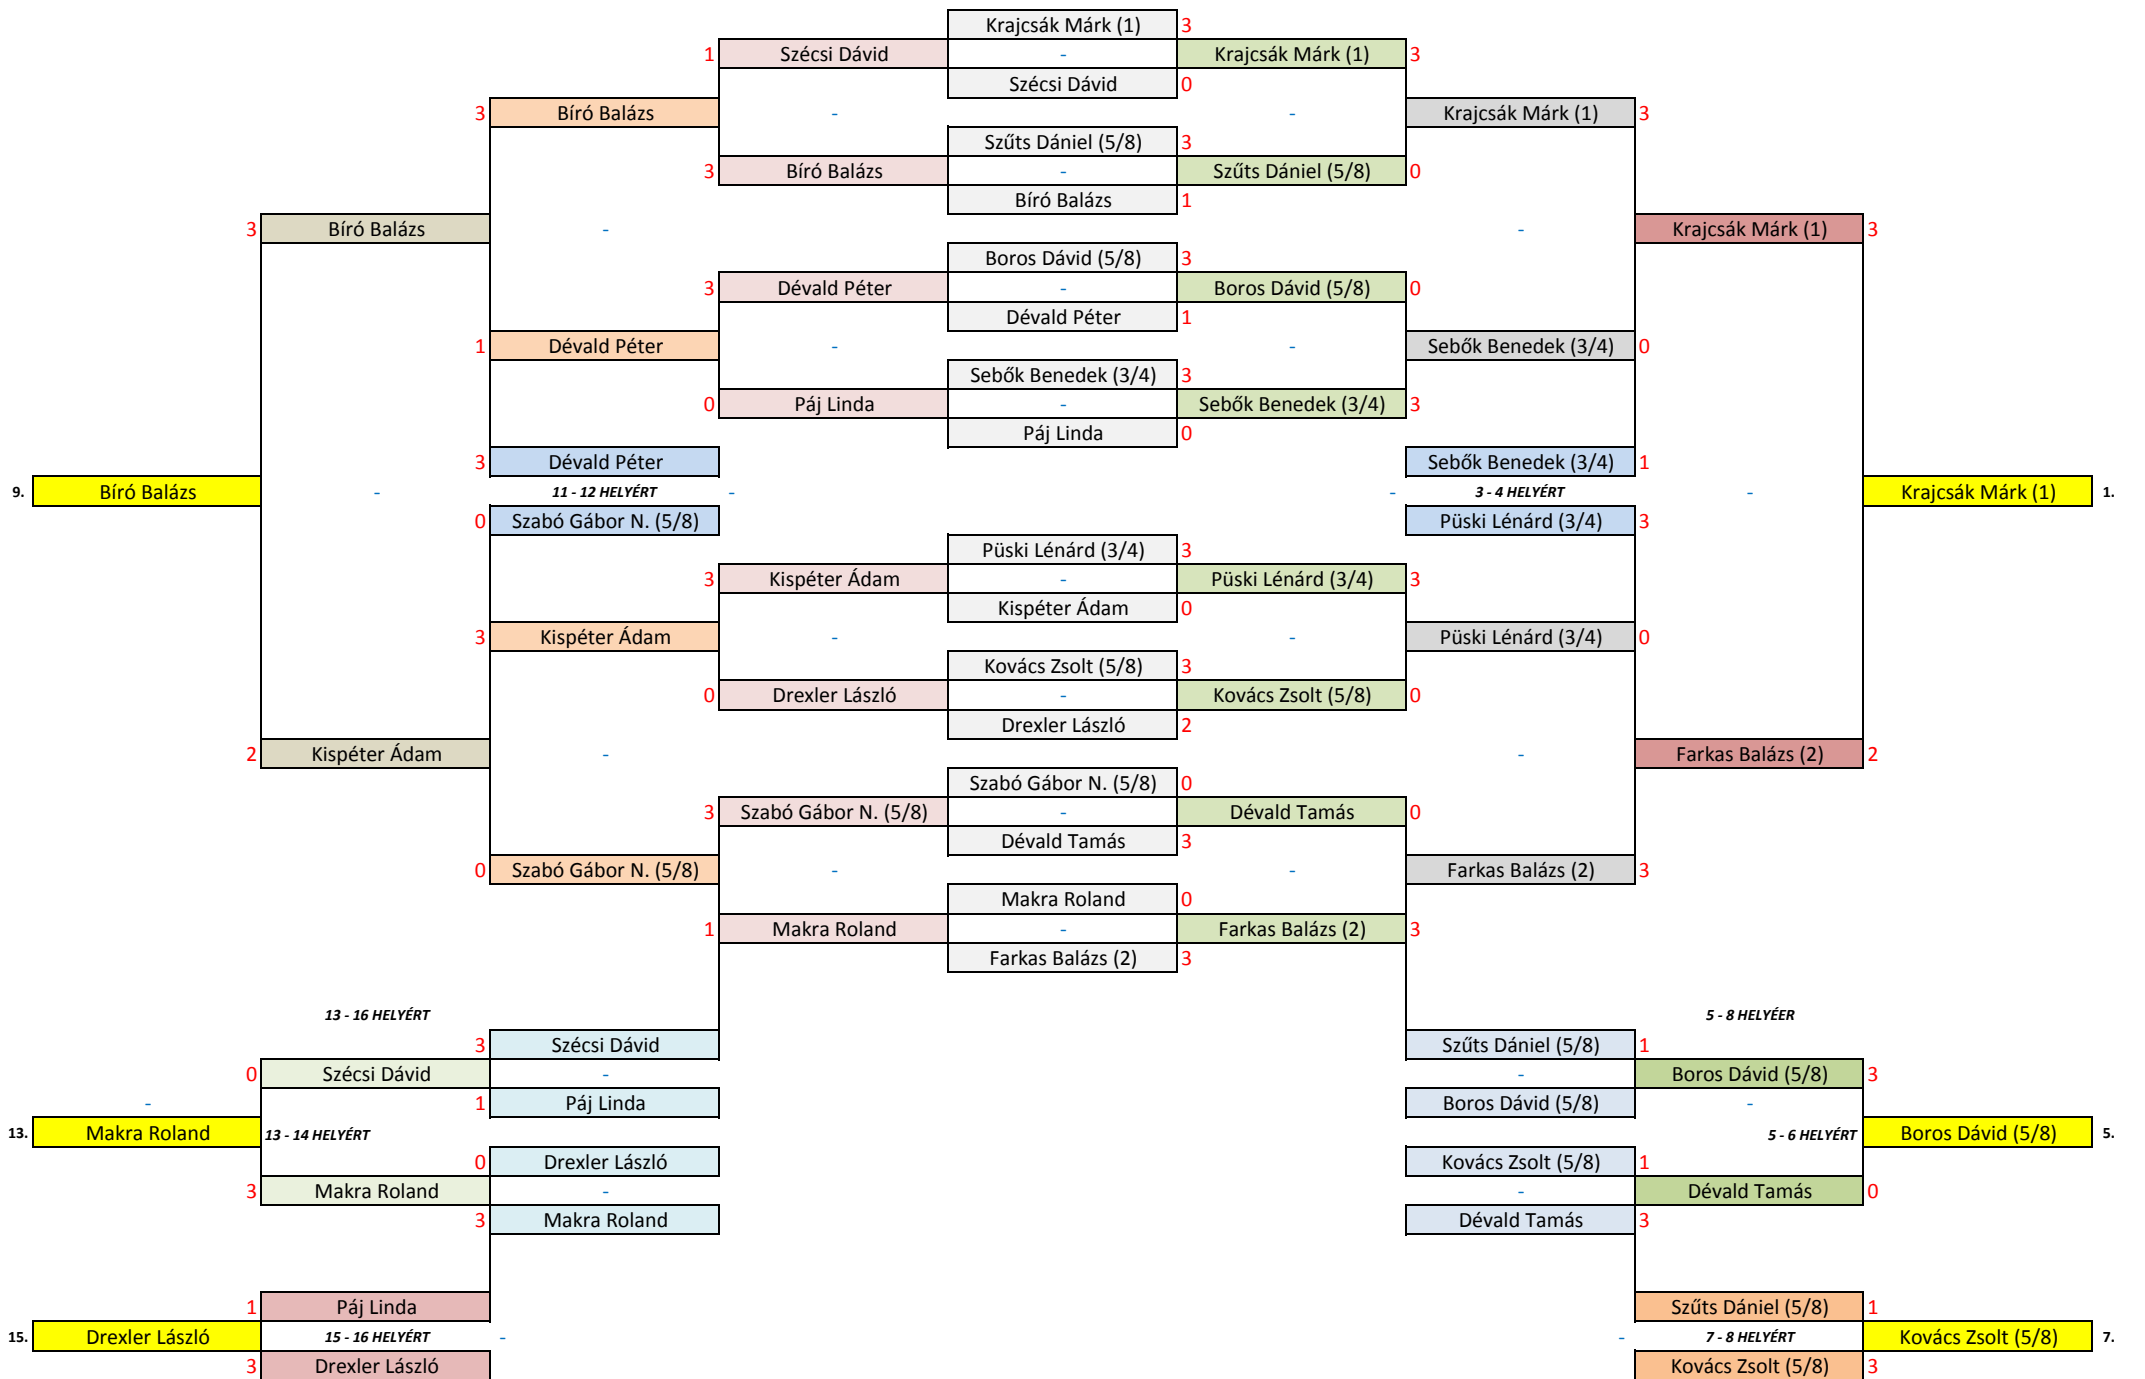 Krajcsák Márk (1) 3
1 Szécsi Dávid - Krajcsák Márk (1) 3
Szécsi Dávid 0
3 Bíró Balázs - - Krajcsák Márk (1) 3
Szűts Dániel (5/8) 3
3 Bíró Balázs - Szűts Dániel (5/8) 0
Bíró Balázs 1
3 Bíró Balázs - - Krajcsák Márk (1) 3
Boros Dávid (5/8) 3
3 Dévald Péter - Boros Dávid (5/8) 0
Dévald Péter 1
1 Dévald Péter - - Sebők Benedek (3/4) 0
Sebők Benedek (3/4) 3
0 Páj Linda - Sebők Benedek (3/4) 3
Páj Linda 0
3 Dévald Péter Sebők Benedek (3/4) 1
9. Bíró Balázs - 11 - 12 HELYÉRT - - 3 - 4 HELYÉRT - Krajcsák Márk (1) 1.
0 Szabó Gábor N. (5/8) Püski Lénárd (3/4) 3
Püski Lénárd (3/4) 3
3 Kispéter Ádam - Püski Lénárd (3/4) 3
Kispéter Ádam 0
3 Kispéter Ádam - - Püski Lénárd (3/4) 0
Kovács Zsolt (5/8) 3
0 Drexler László - Kovács Zsolt (5/8) 0
Drexler László 2
2 Kispéter Ádam - - Farkas Balázs (2) 2
Szabó Gábor N. (5/8) 0
3 Szabó Gábor N. (5/8) - Dévald Tamás 0
Dévald Tamás 3
0 Szabó Gábor N. (5/8) - - Farkas Balázs (2) 3
Makra Roland 0
1 Makra Roland - Farkas Balázs (2) 3
Farkas Balázs (2) 3
13 - 16 HELYÉRT 5 - 8 HELYÉER
3 Szécsi Dávid Szűts Dániel (5/8) 1
0 Szécsi Dávid - - Boros Dávid (5/8) 3
- 1 Páj Linda Boros Dávid (5/8) -
13. Makra Roland 13 - 14 HELYÉRT 5 - 6 HELYÉRT Boros Dávid (5/8) 5.
0 Drexler László Kovács Zsolt (5/8) 1
3 Makra Roland - - Dévald Tamás 0
3 Makra Roland Dévald Tamás 3
1 Páj Linda Szűts Dániel (5/8) 1
15. Drexler László 15 - 16 HELYÉRT - - 7 - 8 HELYÉRT Kovács Zsolt (5/8) 7.
3 Drexler László Kovács Zsolt (5/8) 3